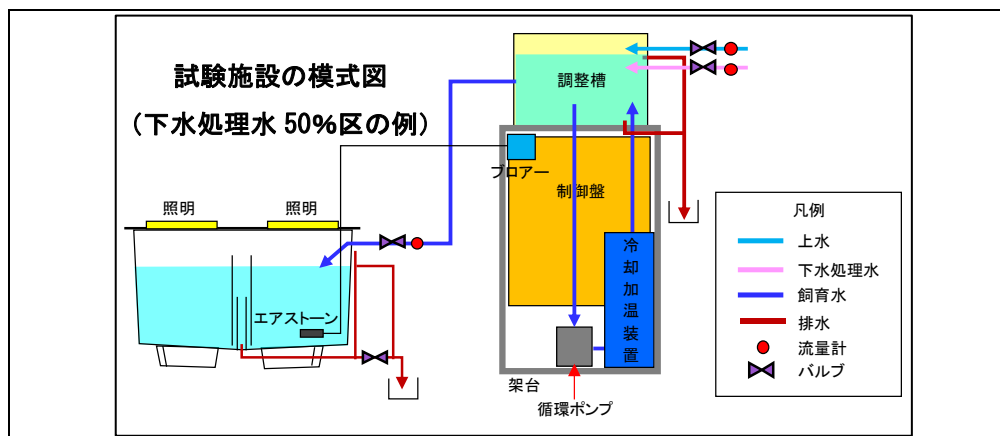 試験施設の模式図
(下水処理水 50%区の例)
調整槽
ブロアー
制御盤
照明
照明
冷却加温装置
エアストーン
架台
循環ポンプ
凡例
上水
下水処理水
飼育水
排水
流量計
バルブ